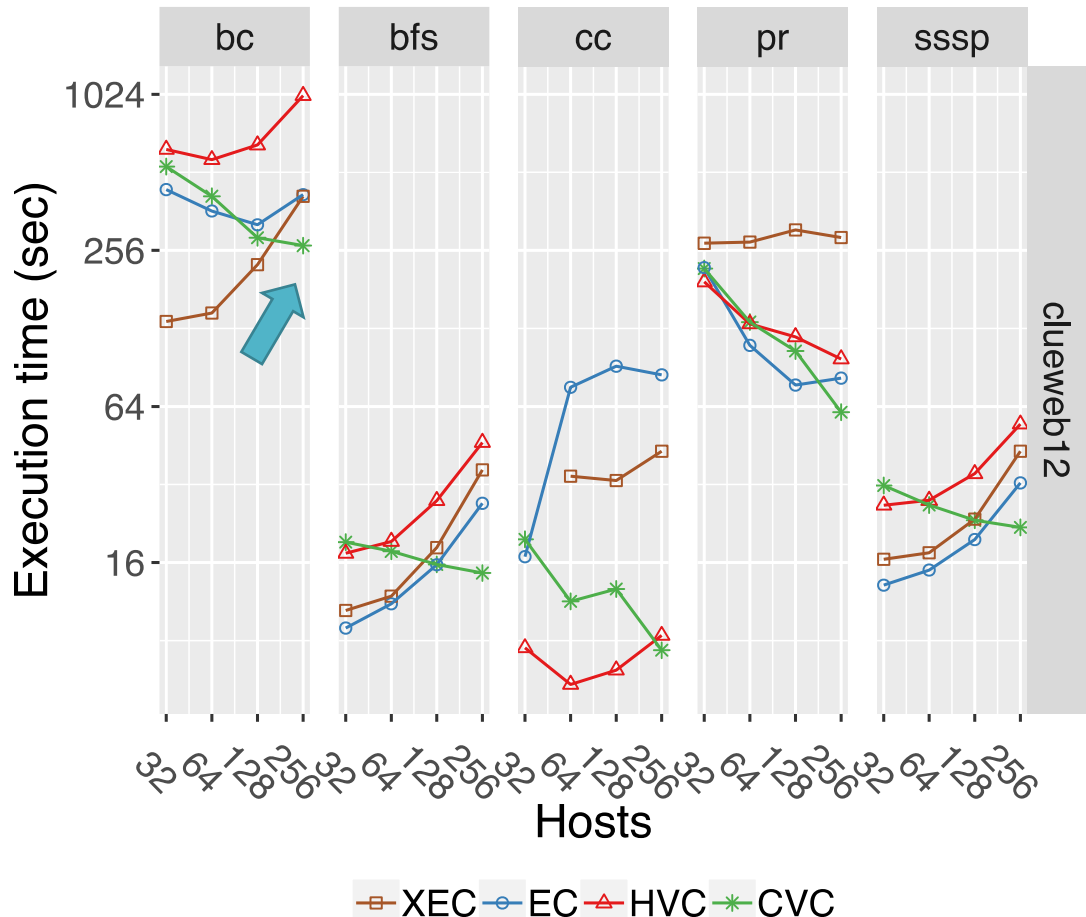 bc bfs cc pr sssp
1024
256
64
16
Execution time (sec)
clueweb12
32 64 128 256 32 64 128 256 32 64 128 256 32 64 128 256 32 64 128 256
Hosts
XEC EC HVC CVC